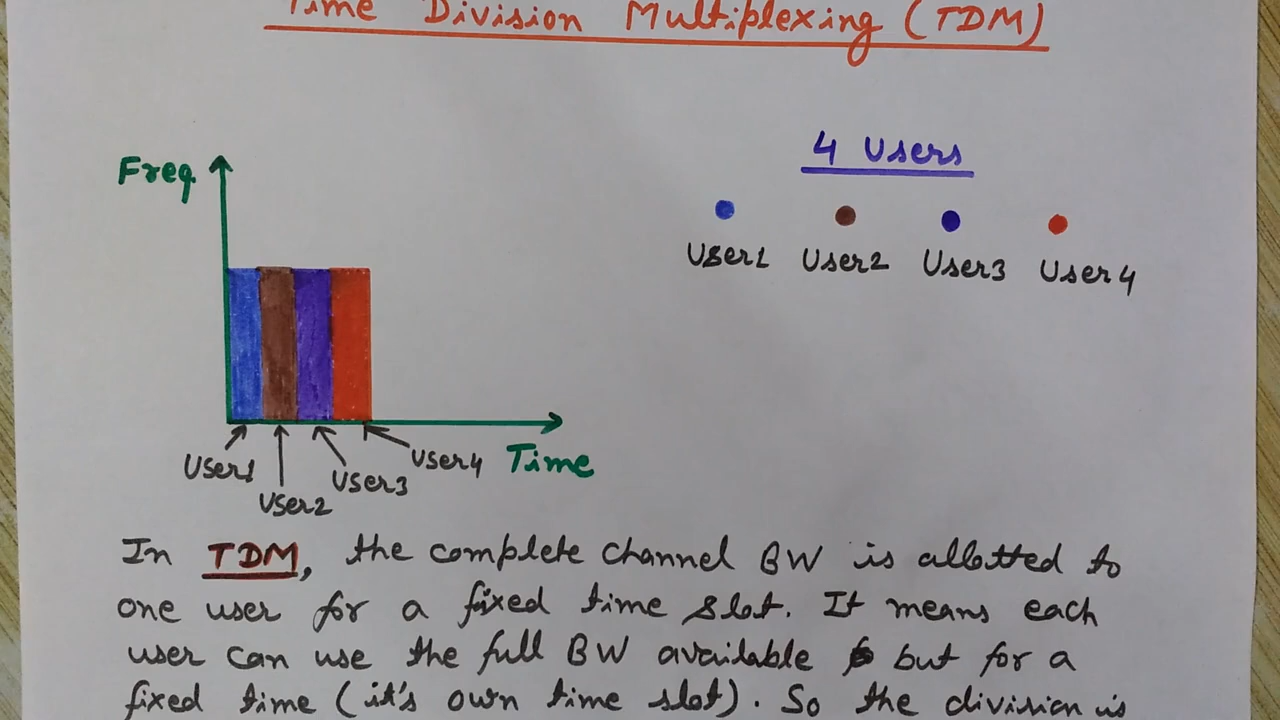 Time Division Multiplexing (TDM)
4 Users
Freq
User1 User2 User3 User4
User1
User2
User3
User4
Time
In TDM, the complete channel BW is allotted to
one user for a fixed time slot. It means each
user can use the full BW available but for a
fixed time (it's own time slot). So the division is